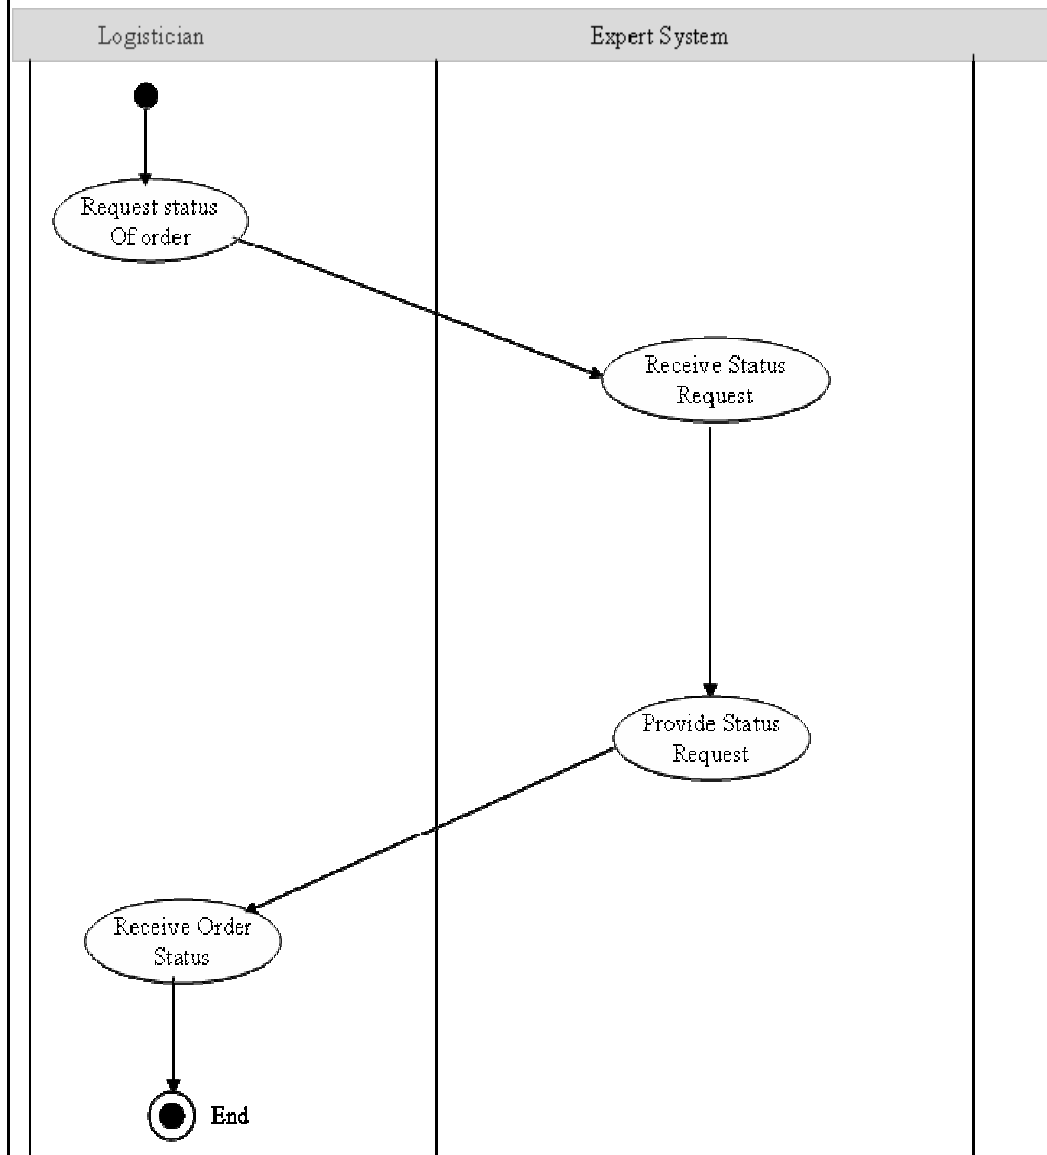 Logistician
Expert System
Request status
Of order
Receive Status
Request
Provide Status
Request
Receive Order
Status
End